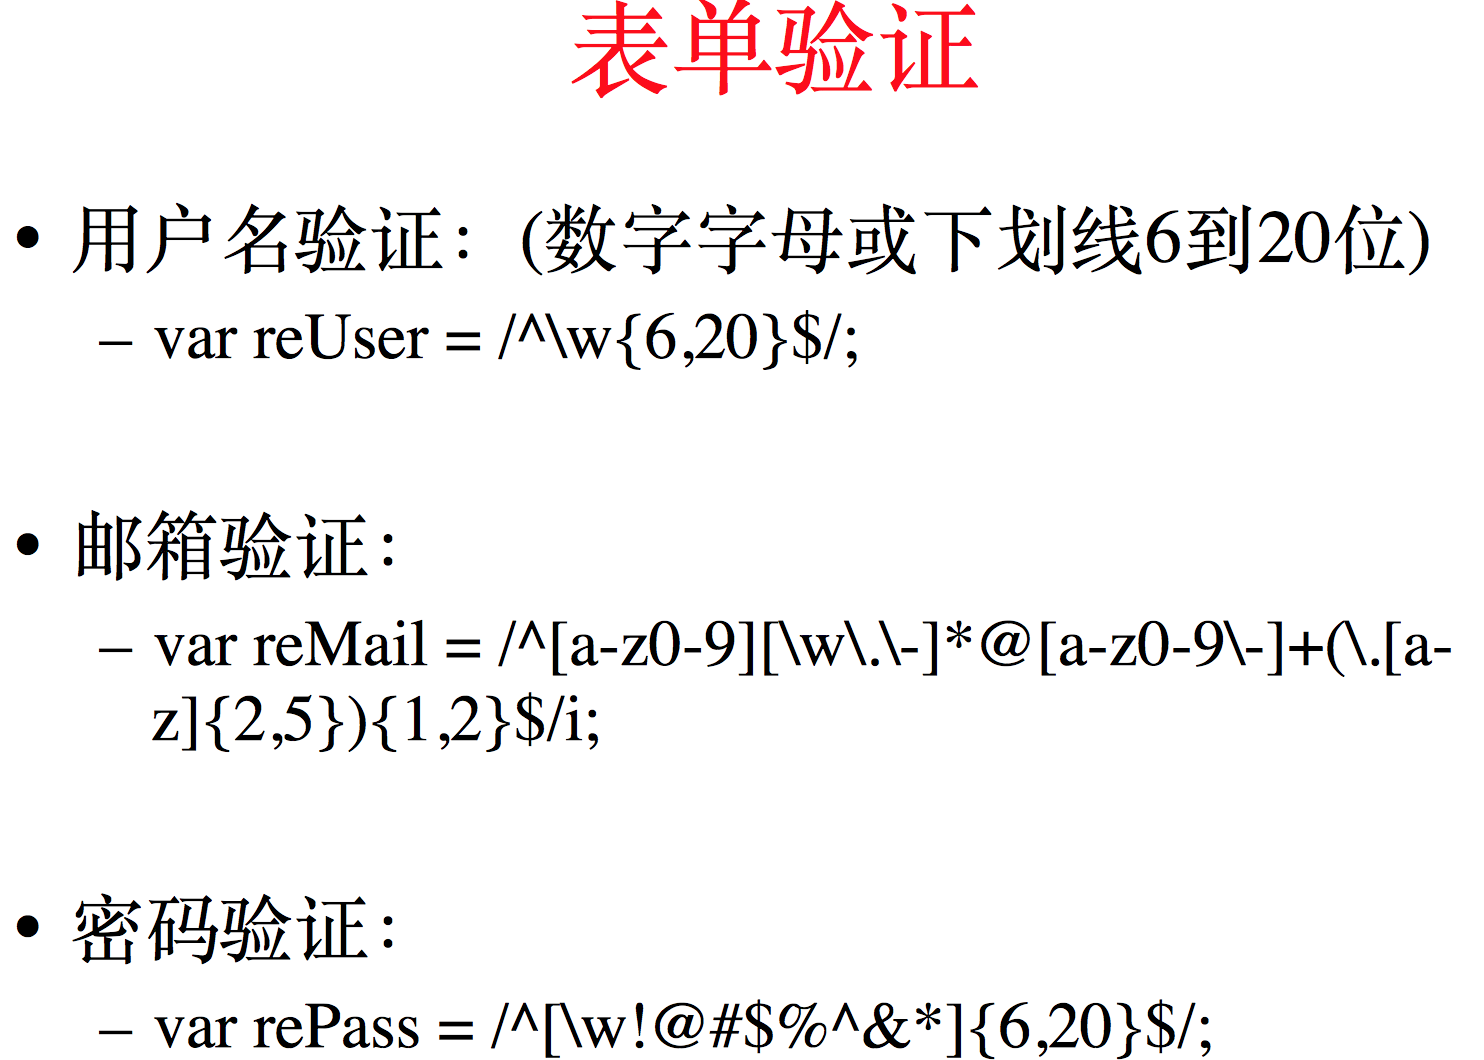 表单验证
• 用户名验证：(数字字母或下划线6到20位)
– var reUser = /^\w{6,20}$/;
• 邮箱验证：
– var reMail = /^[a-z0-9][\w\.\-]*@[a-z0-9\-]+(\.[a-
z]{2,5}){1,2}$/i;
• 密码验证：
– var rePass = /^[\w!@#$%^&*]{6,20}$/;